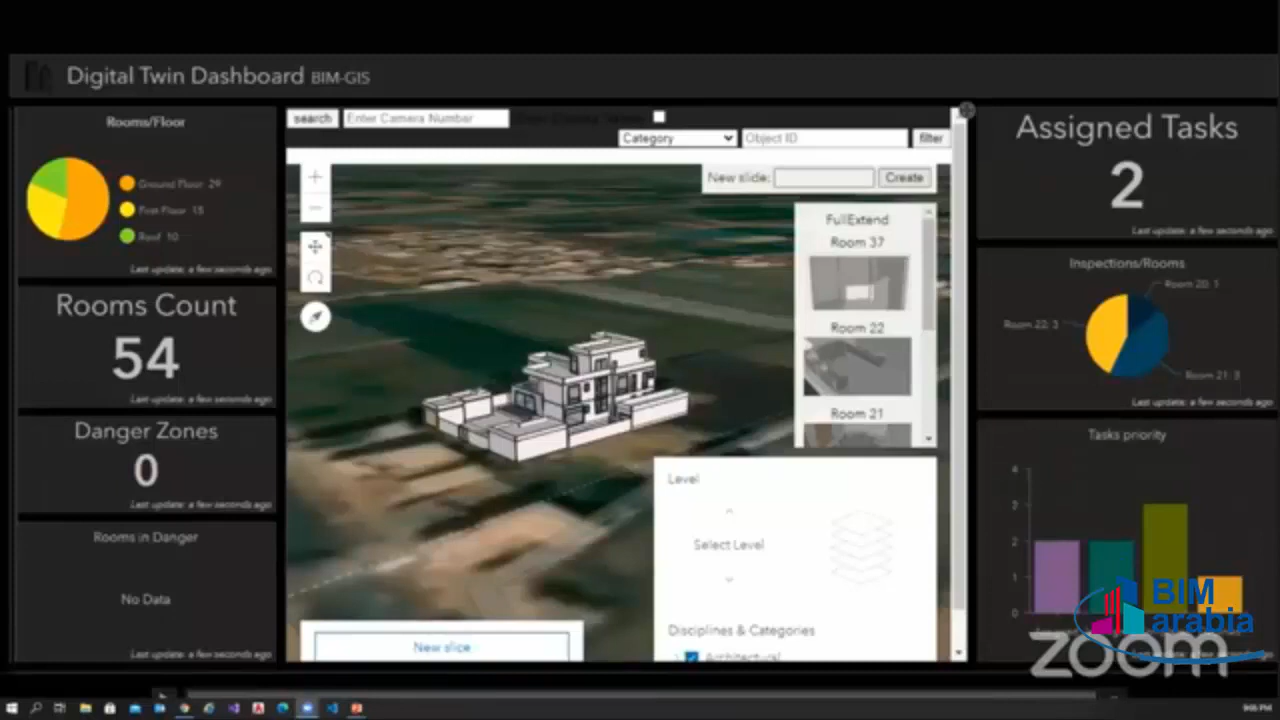 Digital Twin Dashboard BIM-GIS
Rooms/Floor
Ground Floor 29
First Floor 15
Roof 10
Last update: a few seconds ago
Rooms Count
54
Last update: a few seconds ago
Danger Zones
0
Last update: a few seconds ago
Rooms in Danger
No Data
Last update: a few seconds ago
search
Enter Camera Number
Category
Object ID
filter
New slide:
Create
FullExtend
Room 37
Room 22
Room 21
Level
Select Level
Disciplines & Categories
Architectural
New slice
Assigned Tasks
2
Last update: a few seconds ago
Inspections/Rooms
Room 20: 1
Room 22: 3
Room 21: 3
Last update: a few seconds ago
Tasks priority
4
3
2
1
0
BIM
arabia
zoom
9:05 PM